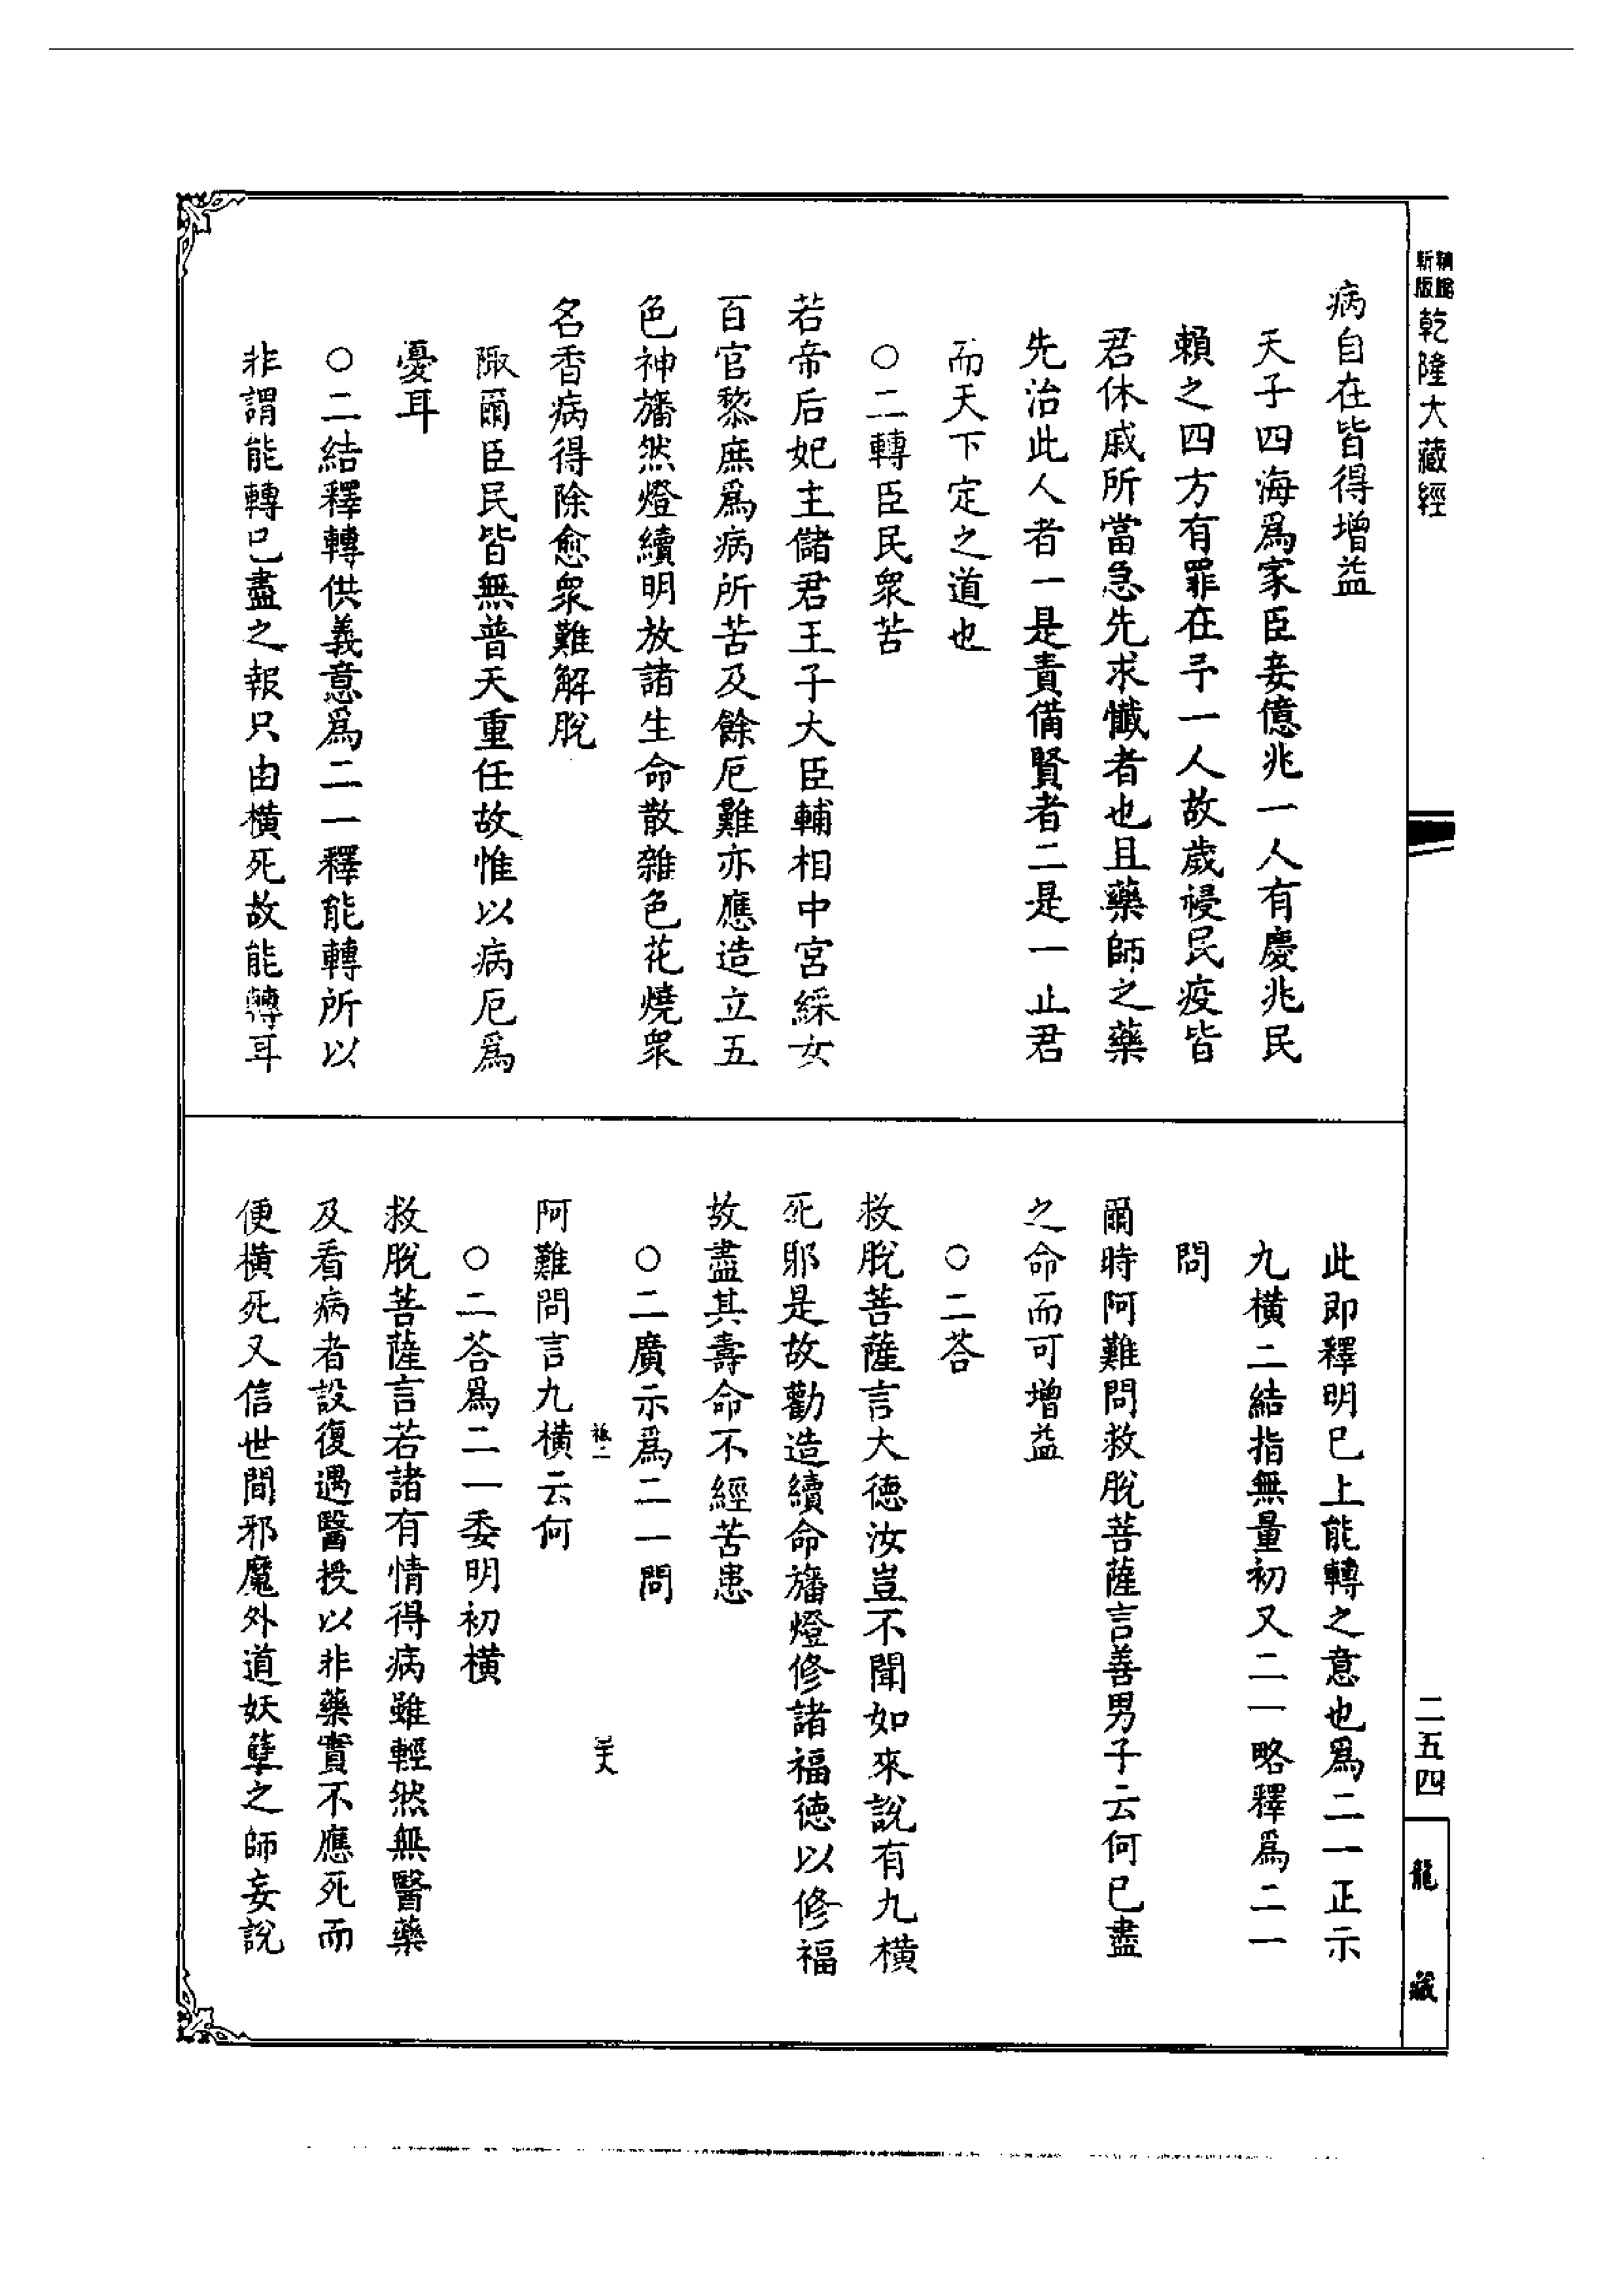 精縮
新版
乾隆大藏經
病自在皆得增益
天子四海爲家臣妾億兆一人有慶兆民
賴之四方有罪在予一人故歲祲民疫皆
君休戚所當急先求懺者也且藥師之藥
先治此人者一是責備賢者二是一止君
而天下定之道也
○二轉臣民衆苦
若帝后妃主儲君王子大臣輔相中宮綵女
百官黎庶爲病所苦及餘厄難亦應造立五
色神旛然燈續明放諸生命散雜色花燒衆
名香病得除愈衆難解脫
陬爾臣民皆無普天重任故惟以病厄爲
憂耳
○二結釋轉供義意爲二一釋能轉所以
非謂能轉已盡之報只由橫死故能轉耳
此即釋明已上能轉之意也爲二一正示
九橫二結指無量初又二一略釋爲二一
問
爾時阿難問救脫菩薩言善男子云何已盡
之命而可增益
○二荅
救脫菩薩言大德汝豈不聞如來說有九橫
死邪是故勸造續命旛燈修諸福德以修福
故盡其壽命不經苦患
○二廣示爲二一問
阿難問言九橫云何
○二荅爲二一委明初橫
救脫菩薩言若諸有情得病雖輕然無醫藥
及看病者設復遇醫授以非藥實不應死而
便橫死又信世間邪魔外道妖孽之師妄說
二五四
龍藏